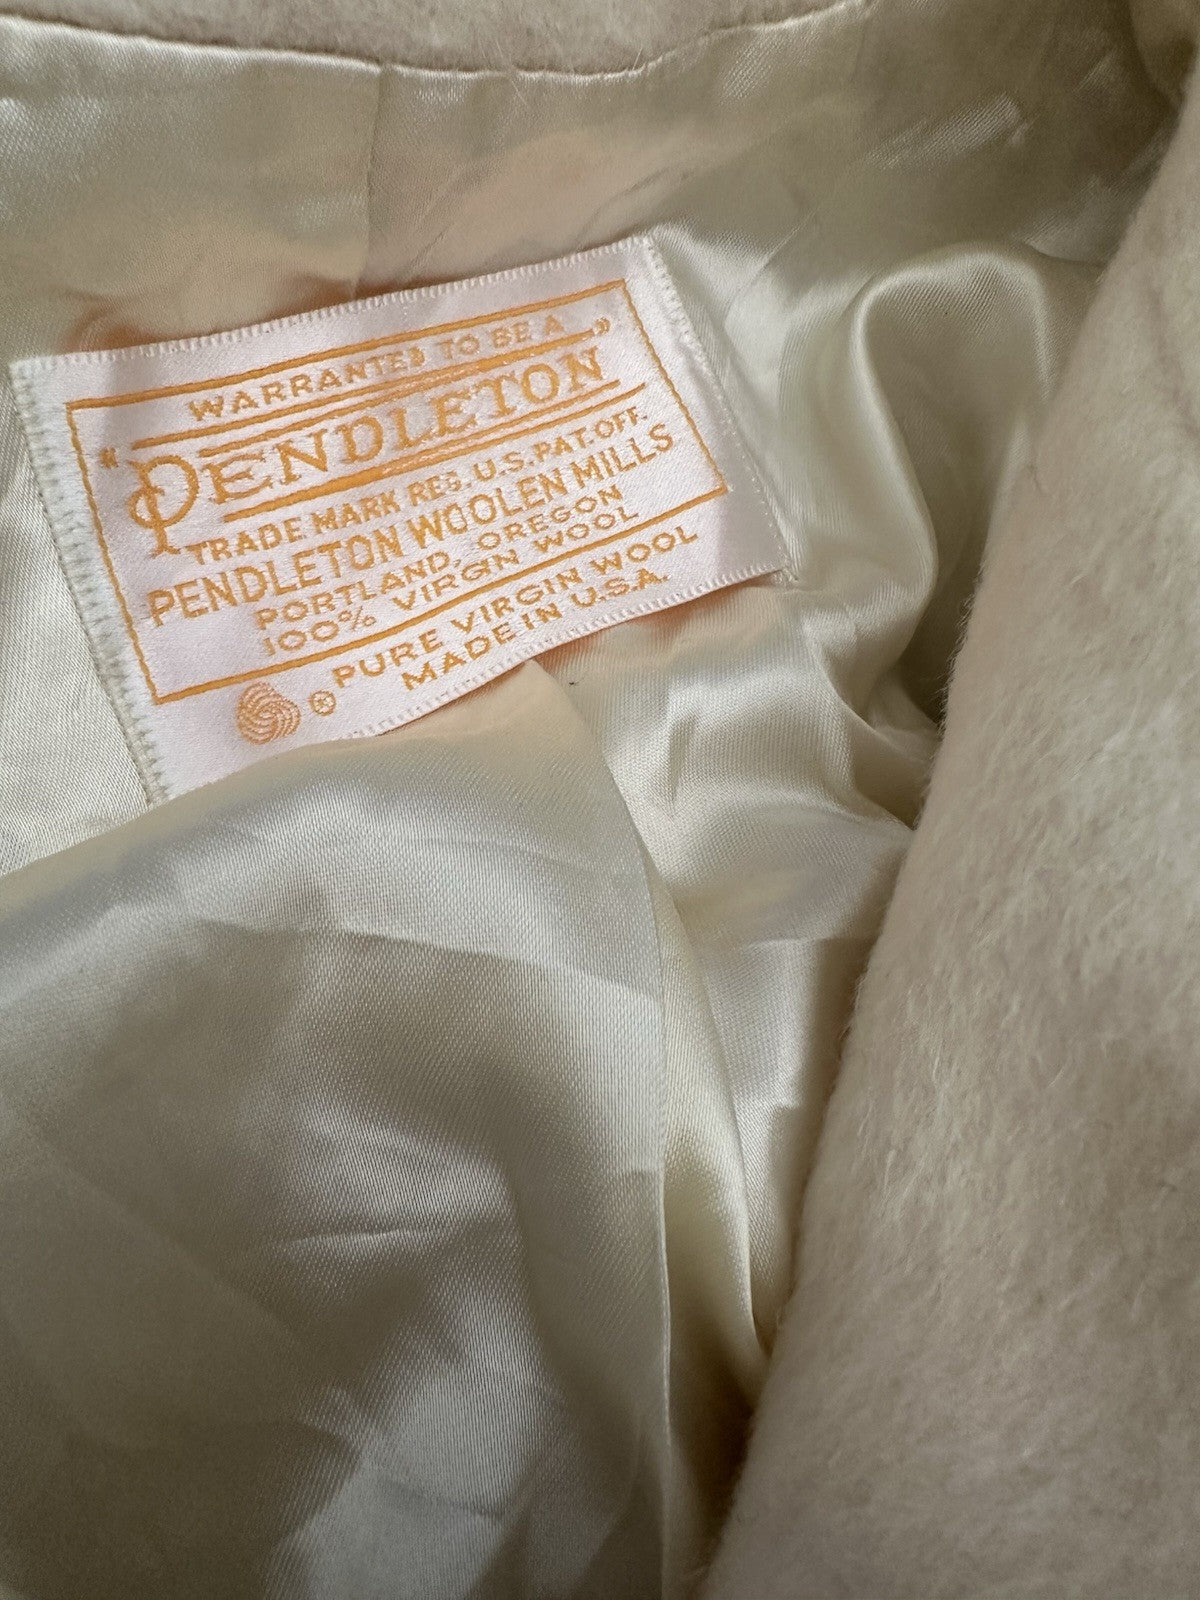 WARRANTED TO BE A
"PENDLETON"
TRADE MARK REG. U.S. PAT. OFF.
PENDLETON WOOLEN MILLS
PORTLAND, OREGON
100% VIRGIN WOOL
® PURE VIRGIN WOOL
MADE IN U.S.A.